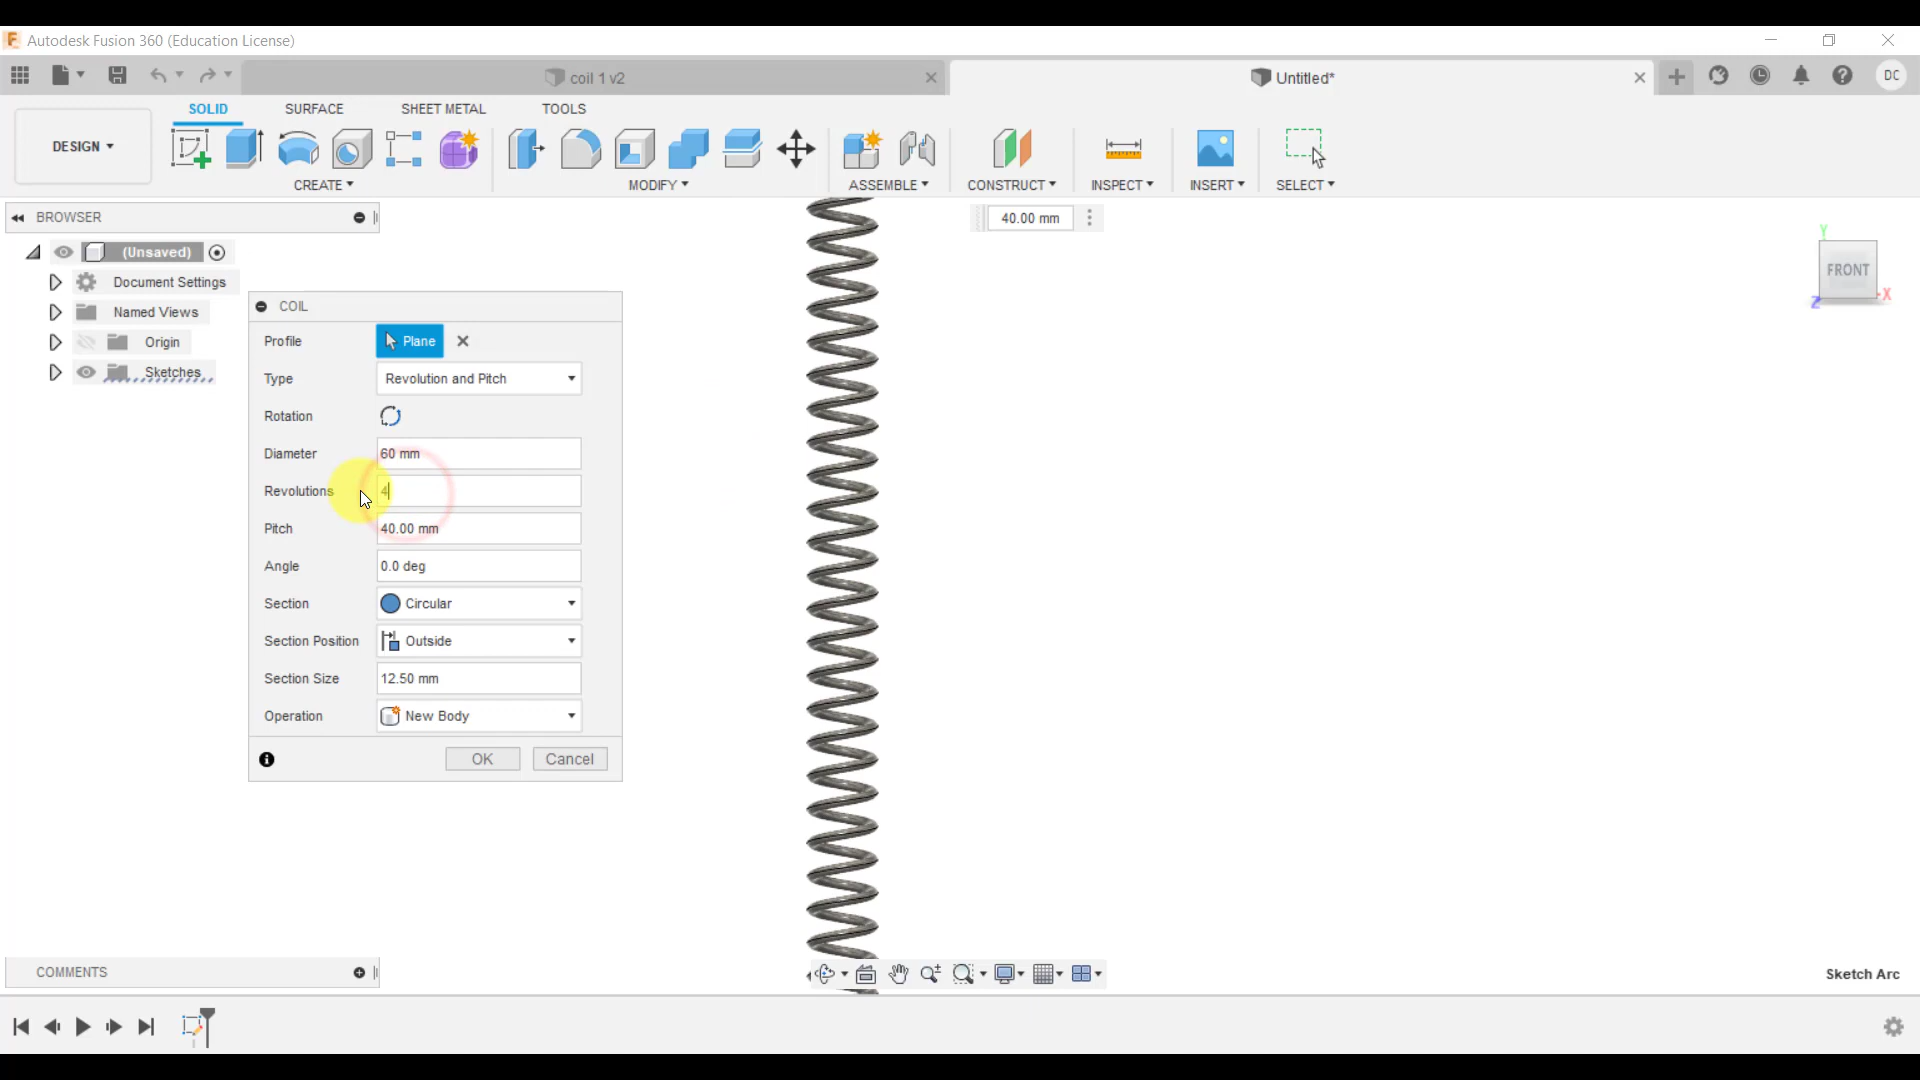 Autodesk Fusion 360 (Education License)
coil 1 v2
Untitled*
DC
DESIGN
SOLID
SURFACE
SHEET METAL
TOOLS
CREATE
MODIFY
ASSEMBLE
CONSTRUCT
INSPECT
INSERT
SELECT
BROWSER
(Unsaved)
Document Settings
Named Views
Origin
Sketches
40.00 mm
Y
FRONT
X
Z
COIL
Profile Plane
Type Revolution and Pitch
Rotation
Diameter 60 mm
Revolutions 4
Pitch 40.00 mm
Angle 0.0 deg
Section Circular
Section Position Outside
Section Size 12.50 mm
Operation New Body
OK Cancel
COMMENTS
Sketch Arc